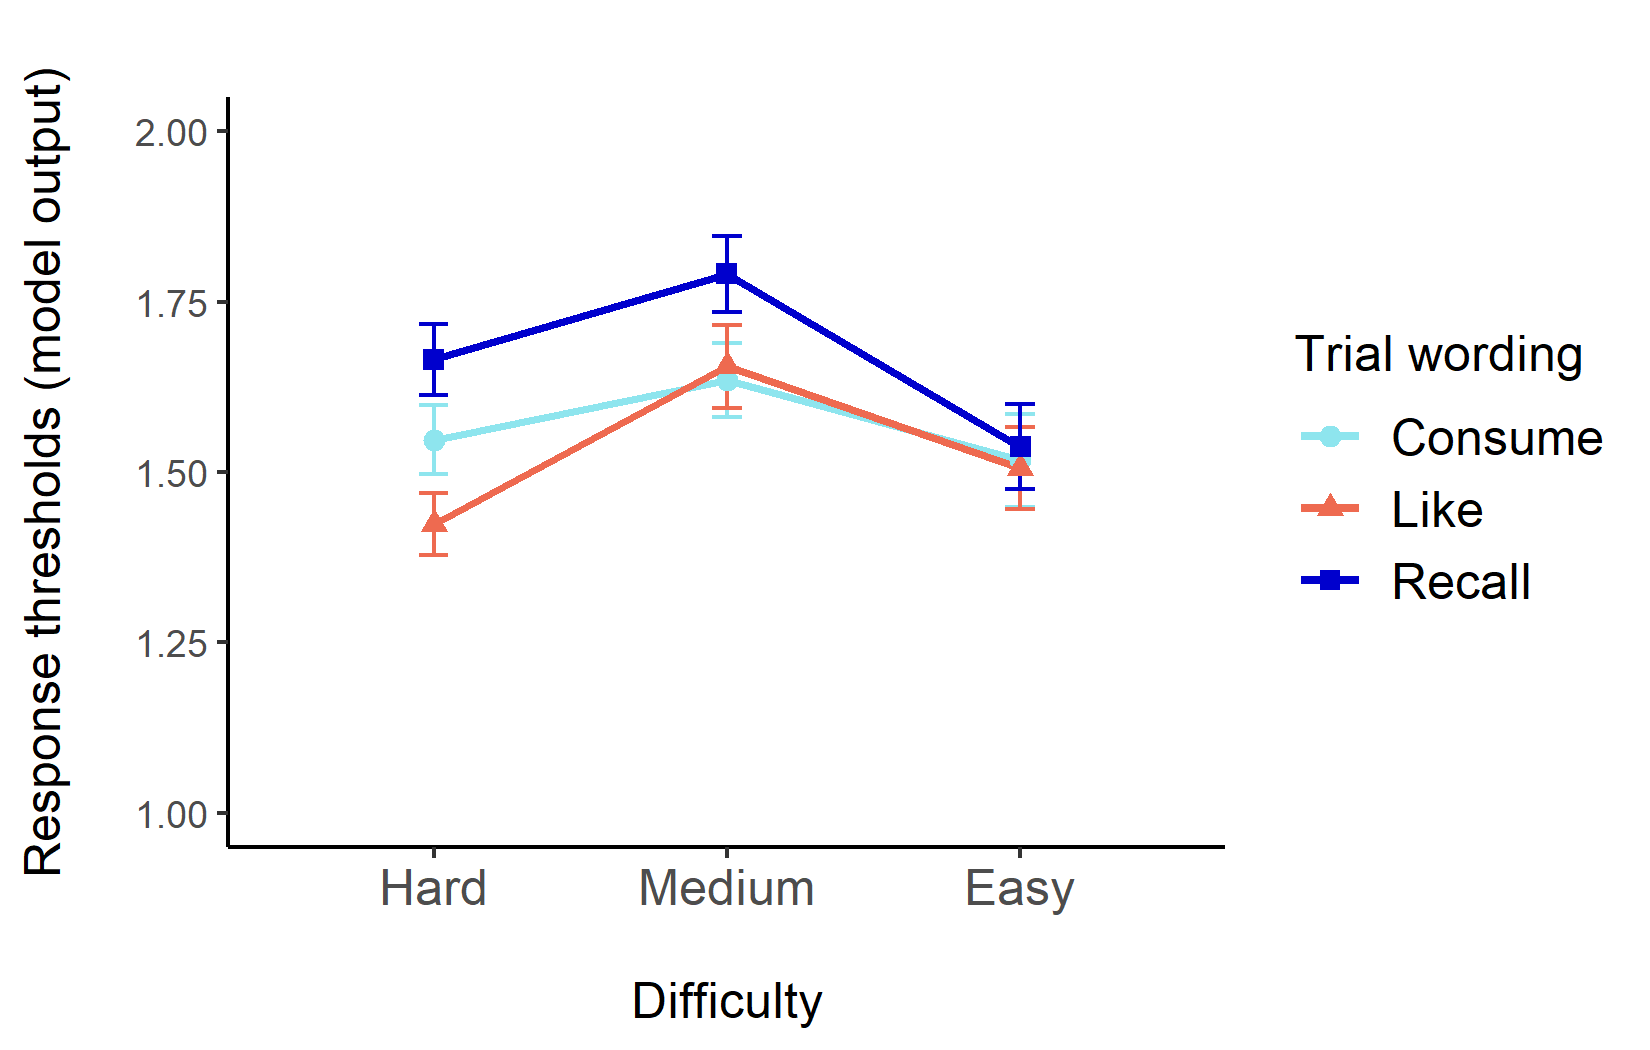 Response thresholds (model output)
2.00
1.75
1.50
1.25
1.00
Hard
Medium
Easy
Difficulty
Trial wording
Consume
Like
Recall